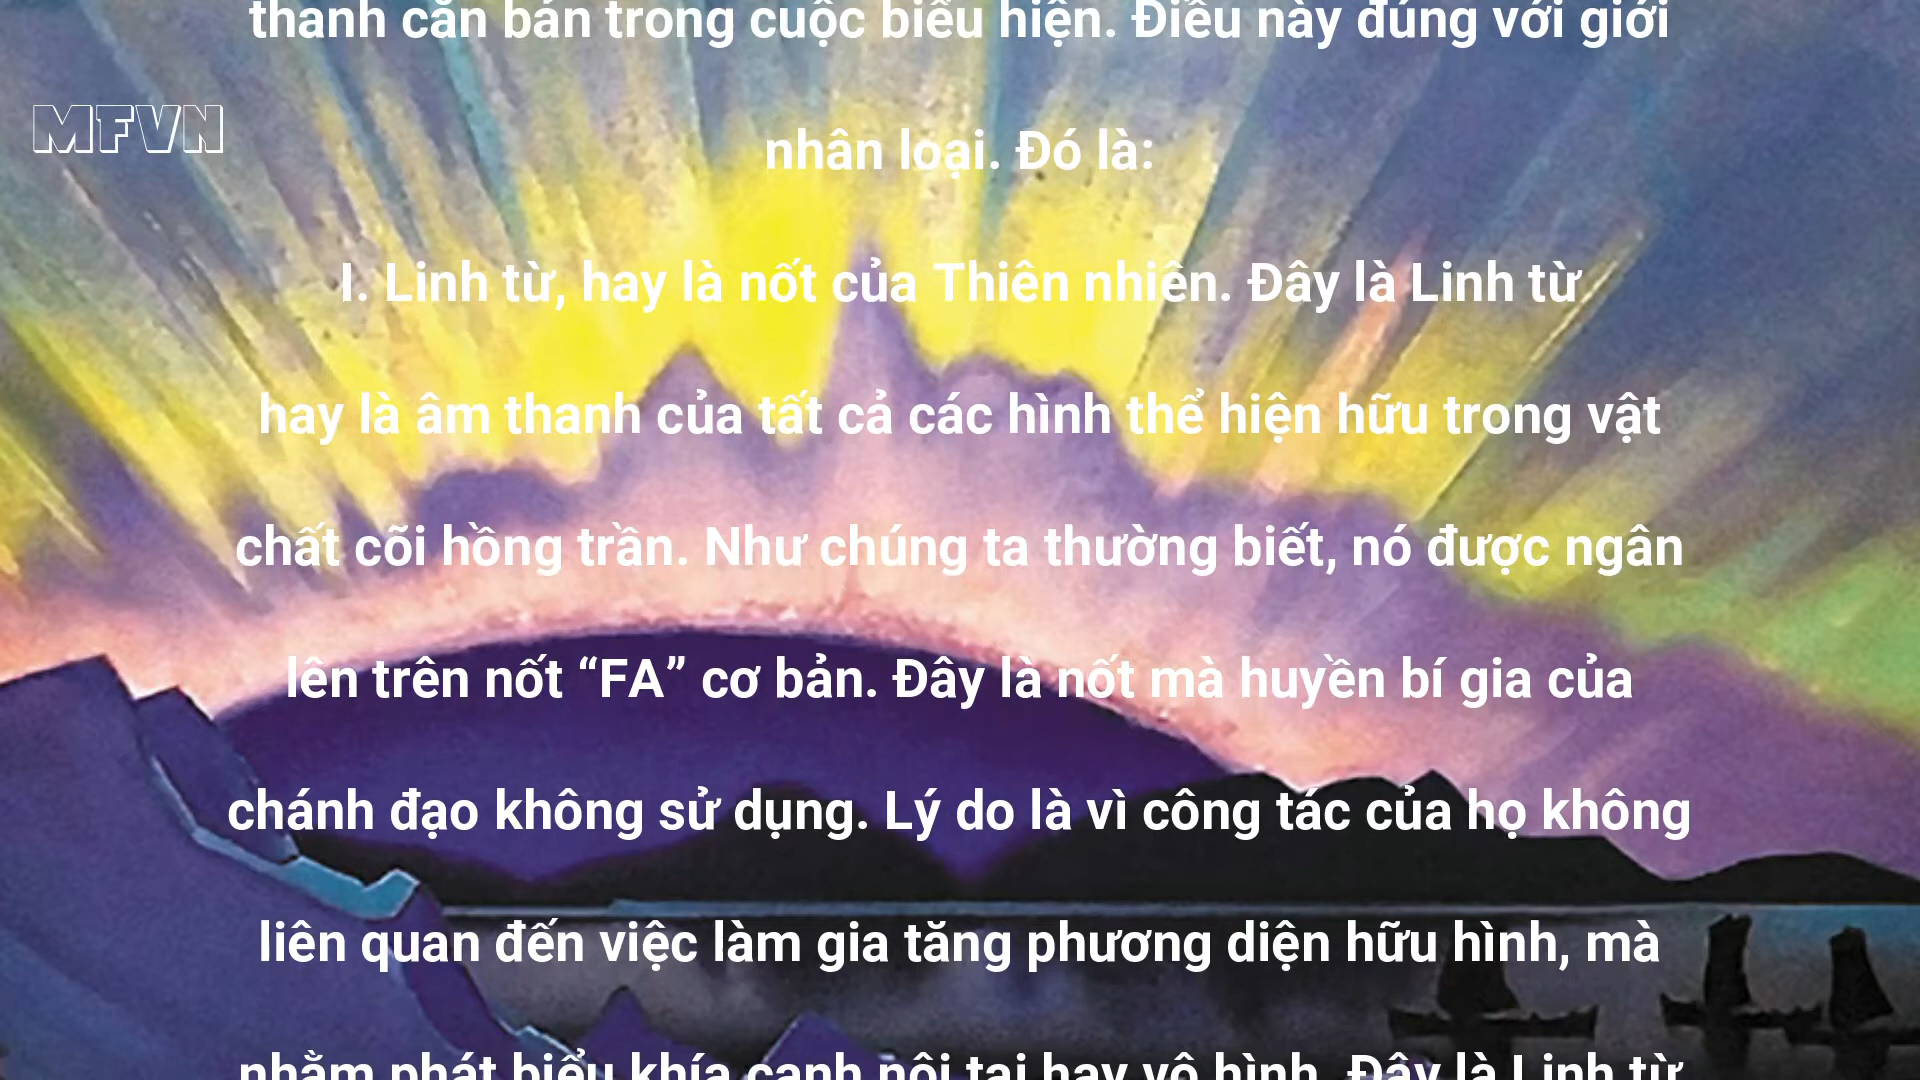 thanh căn bản trong cuộc biểu hiện. Điều này đúng với giới
MFVN
nhân loại. Đó là:
I. Linh từ, hay là nốt của Thiên nhiên. Đây là Linh từ
hay là âm thanh của tất cả các hình thể hiện hữu trong vật
chất cõi hồng trần. Như chúng ta thường biết, nó được ngân
lên trên nốt “FA” cơ bản. Đây là nốt mà huyền bí gia của
chánh đạo không sử dụng. Lý do là vì công tác của họ không
liên quan đến việc làm gia tăng phương diện hữu hình, mà
nhằm phát biểu khía cạnh nội tại hay vô hình. Đây là Linh từ